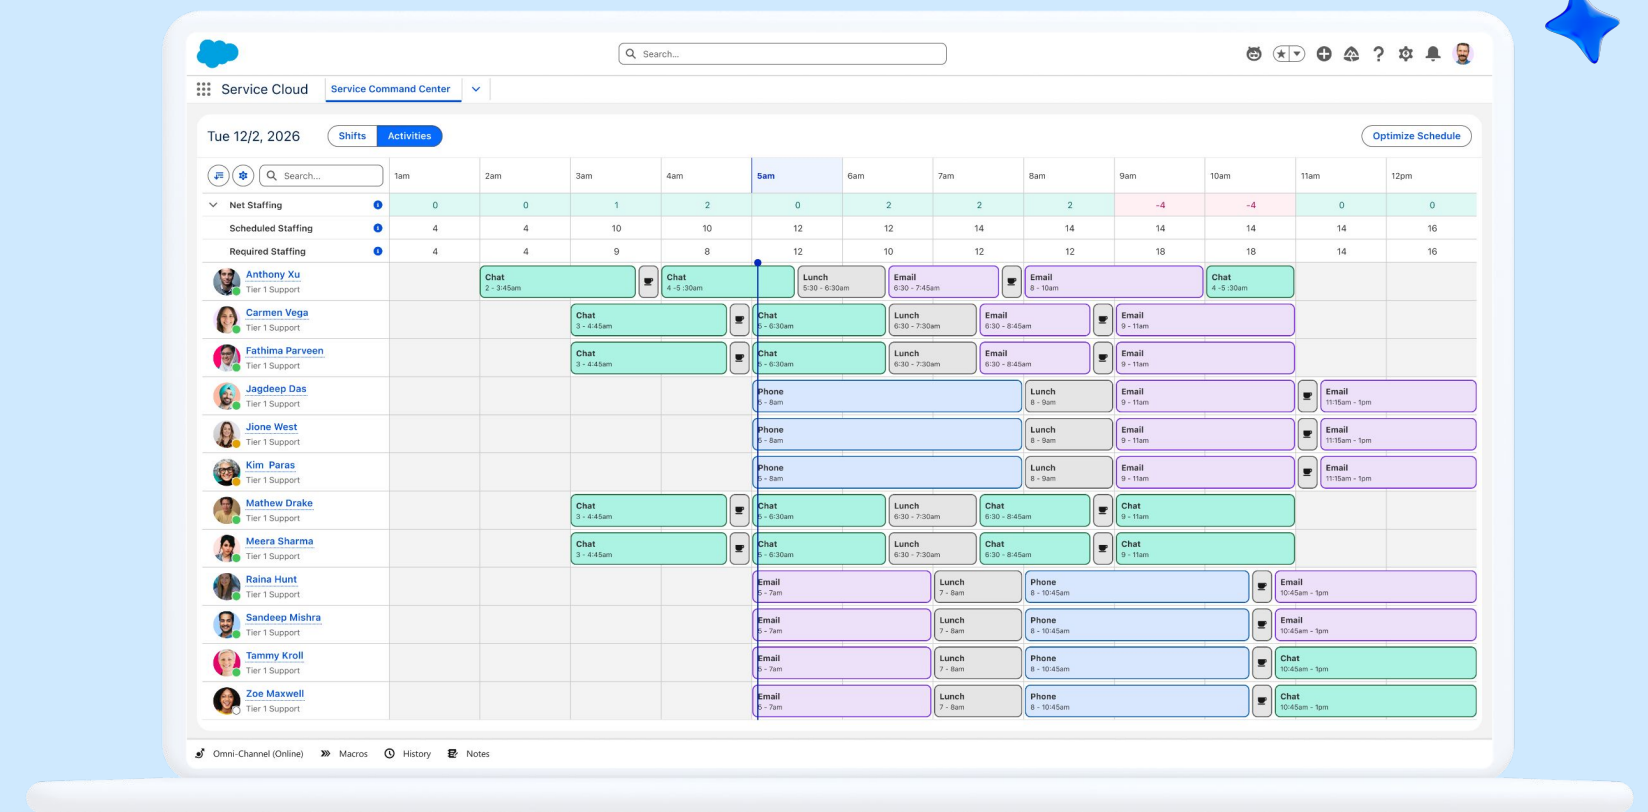 Search...
Service Cloud Service Command Center
Tue 12/2, 2026 Shifts Activities Optimize Schedule
Search... 1am 2am 3am 4am 5am 6am 7am 8am 9am 10am 11am 12pm
Net Staffing 0 0 1 2 0 2 2 2 -4 -4 0 0
Scheduled Staffing 4 4 10 10 12 12 14 14 14 14 14 16
Required Staffing 4 4 9 8 12 10 12 12 18 18 14 16
Anthony Xu Chat Chat Lunch Email Email Chat
Tier 1 Support 2 - 3:45am 4 -5 :30am 5:30 - 6:30am 6:30 - 7:45am 8 - 10am 4 -5 :30am
Carmen Vega Chat Chat Lunch Email Email
Tier 1 Support 3 - 4:45am 5 - 6:30am 6:30 - 7:30am 6:30 - 8:45am 9 - 11am
Fathima Parveen Chat Chat Lunch Email Email
Tier 1 Support 3 - 4:45am 5 - 6:30am 6:30 - 7:30am 6:30 - 8:45am 9 - 11am
Jagdeep Das Phone Lunch Email Email
Tier 1 Support 5 - 8am 8 - 9am 9 - 11am 11:15am - 1pm
Jione West Phone Lunch Email Email
Tier 1 Support 5 - 8am 8 - 9am 9 - 11am 11:15am - 1pm
Kim Paras Phone Lunch Email Email
Tier 1 Support 5 - 8am 8 - 9am 9 - 11am 11:15am - 1pm
Mathew Drake Chat Chat Lunch Chat Chat
Tier 1 Support 3 - 4:45am 5 - 6:30am 6:30 - 7:30am 6:30 - 8:45am 9 - 11am
Meera Sharma Chat Chat Lunch Chat Chat
Tier 1 Support 3 - 4:45am 5 - 6:30am 6:30 - 7:30am 6:30 - 8:45am 9 - 11am
Raina Hunt Email Lunch Phone Email
Tier 1 Support 5 - 7am 7 - 8am 8 - 10:45am 10:45am - 1pm
Sandeep Mishra Email Lunch Phone Email
Tier 1 Support 5 - 7am 7 - 8am 8 - 10:45am 10:45am - 1pm
Tammy Kroll Email Lunch Phone Chat
Tier 1 Support 5 - 7am 7 - 8am 8 - 10:45am 10:45am - 1pm
Zoe Maxwell Email Lunch Phone Chat
Tier 1 Support 5 - 7am 7 - 8am 8 - 10:45am 10:45am - 1pm
Omni-Channel (Online) Macros History Notes